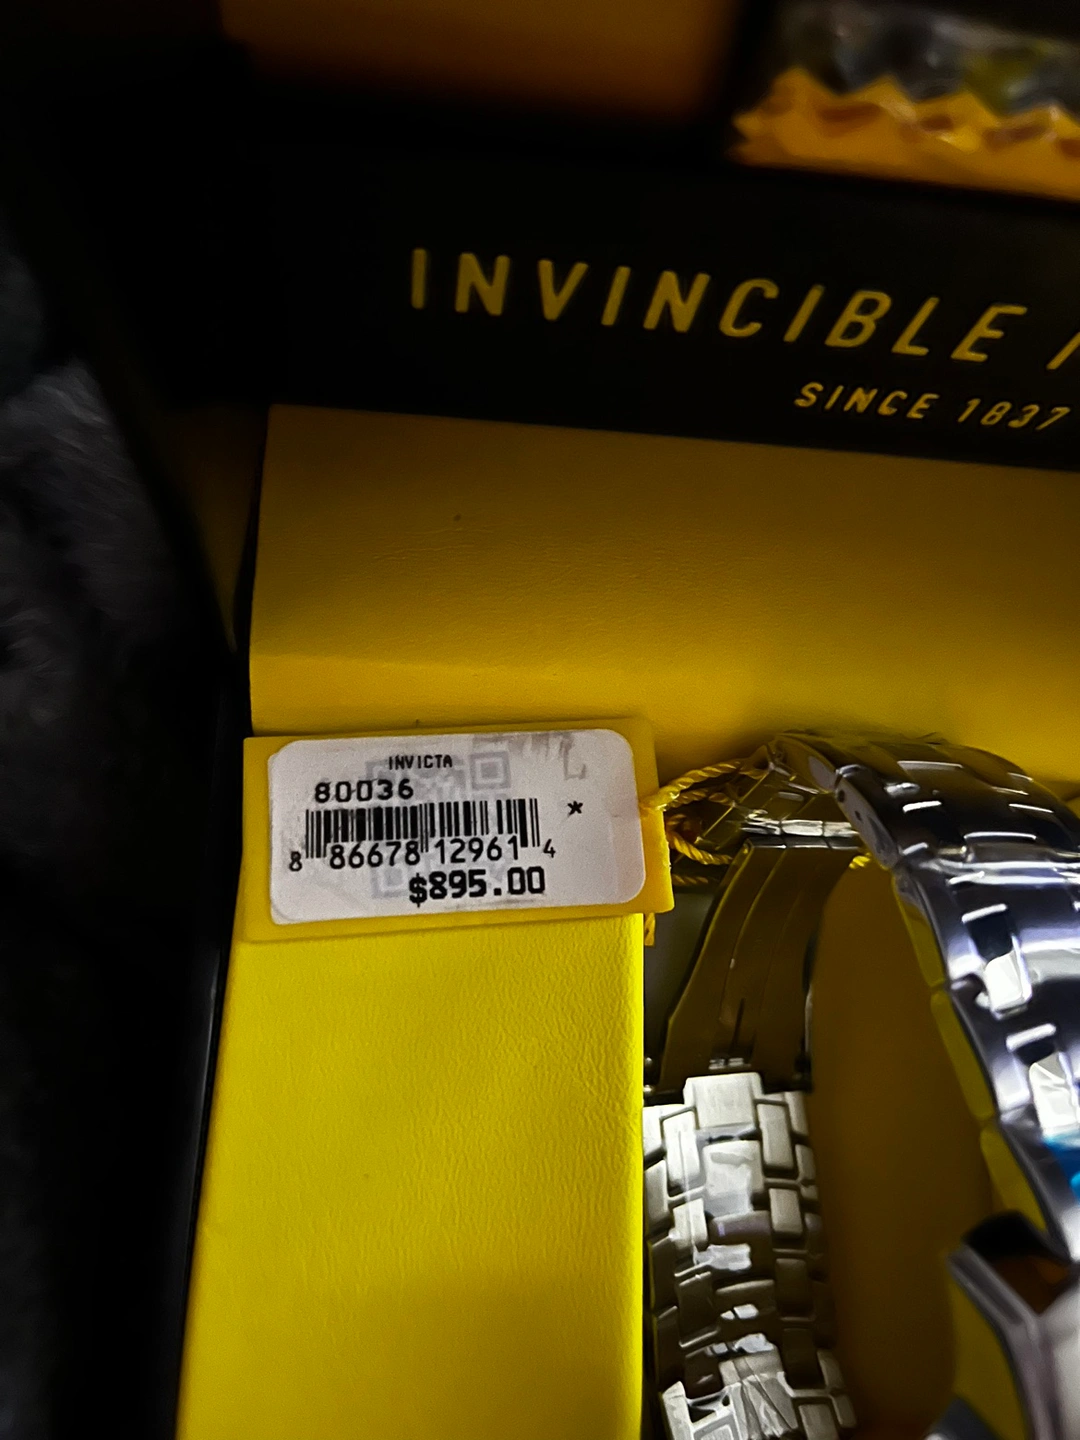 INVINCIBLE
SINCE 1837
INVICTA
80036
*
8 86678 12961 4
$895.00